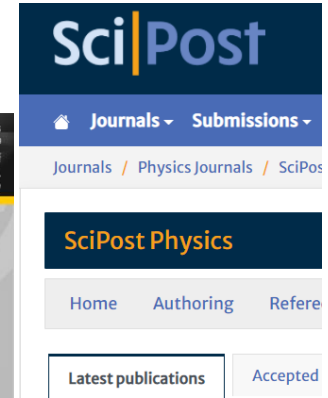 SciPost
Journals Submissions
Journals / Physics Journals / SciPos
SciPost Physics
Home Authoring Refere
Latest publications Accepted